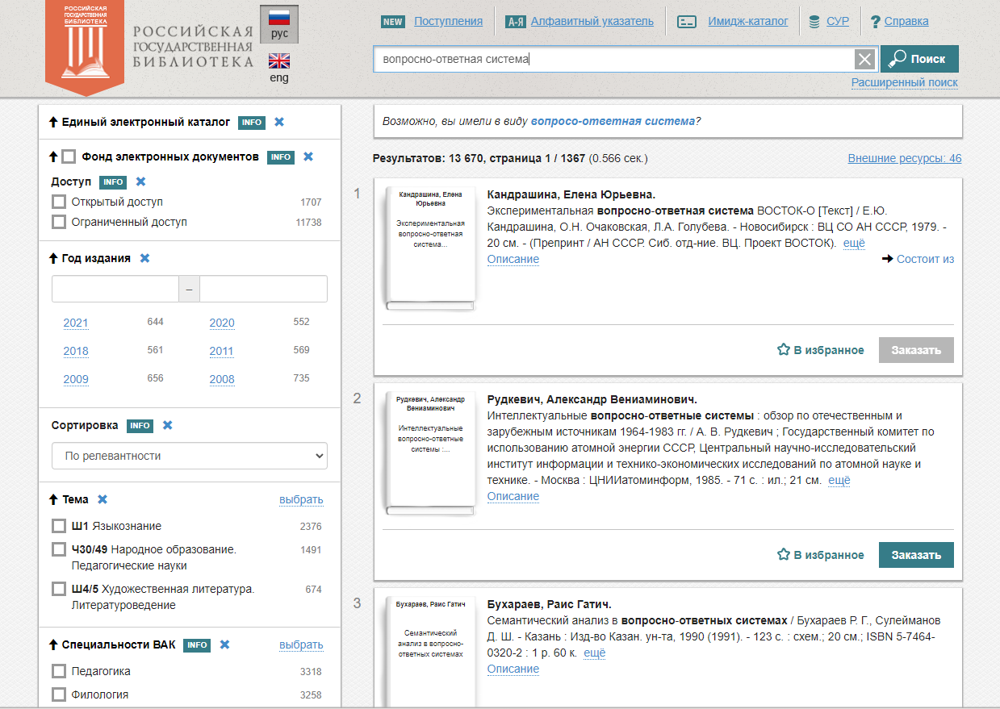 РОССИЙСКАЯ
ГОСУДАРСТВЕННАЯ
БИБЛИОТЕКА
РОССИЙСКАЯ
ГОСУДАРСТВЕННАЯ
БИБЛИОТЕКА
рус
eng
NEW Поступления
А-Я Алфавитный указатель
Имидж-каталог
СУР
? Справка
вопросно-ответная система
Поиск
Расширенный поиск
Единый электронный каталог INFO
Фонд электронных документов INFO
Доступ INFO
Открытый доступ 1707
Ограниченный доступ 11738
Год издания
–
2021 644 2020 552
2018 561 2011 569
2009 656 2008 735
Сортировка INFO
По релевантности
Тема выбрать
Ш1 Языкознание 2376
Ч30/49 Народное образование. 1491
Педагогические науки
Ш4/5 Художественная литература. 674
Литературоведение
Специальности ВАК INFO выбрать
Педагогика 3318
Филология 3258
Возможно, вы имели в виду вопросо-ответная система?
Результатов: 13 670, страница 1 / 1367 (0.566 сек.)
Внешние ресурсы: 46
1
Кандрашина, Елена
Юрьевна
Экспериментальная
вопросно-ответная
система...
Кандрашина, Елена Юрьевна.
Экспериментальная вопросно-ответная система ВОСТОК-О [Текст] / Е.Ю.
Кандрашина, О.Н. Очаковская, Л.А. Голубева. - Новосибирск : ВЦ СО АН СССР, 1979. -
20 см. - (Препринт / АН СССР. Сиб. отд-ние. ВЦ. Проект ВОСТОК). ещё
Описание
Состоит из
В избранное
Заказать
2
Рудкевич, Александр
Вениаминович
Интеллектуальные
вопросно-ответные
системы :...
Рудкевич, Александр Вениаминович.
Интеллектуальные вопросно-ответные системы : обзор по отечественным и
зарубежным источникам 1964-1983 гг. / А. В. Рудкевич ; Государственный комитет по
использованию атомной энергии СССР, Центральный научно-исследовательский
институт информации и технико-экономических исследований по атомной науке и
технике. - Москва : ЦНИИатоминформ, 1985. - 71 с. : ил.; 21 см. ещё
Описание
В избранное
Заказать
3
Бухараев, Раис Гатич
Семантический
анализ в вопросно-
ответных системах
Бухараев, Раис Гатич.
Семантический анализ в вопросно-ответных системах / Бухараев Р. Г., Сулейманов
Д. Ш. - Казань : Изд-во Казан. ун-та, 1990 (1991). - 123 с. : схем.; 20 см.; ISBN 5-7464-
0320-2 : 1 р. 60 к. ещё
Описание